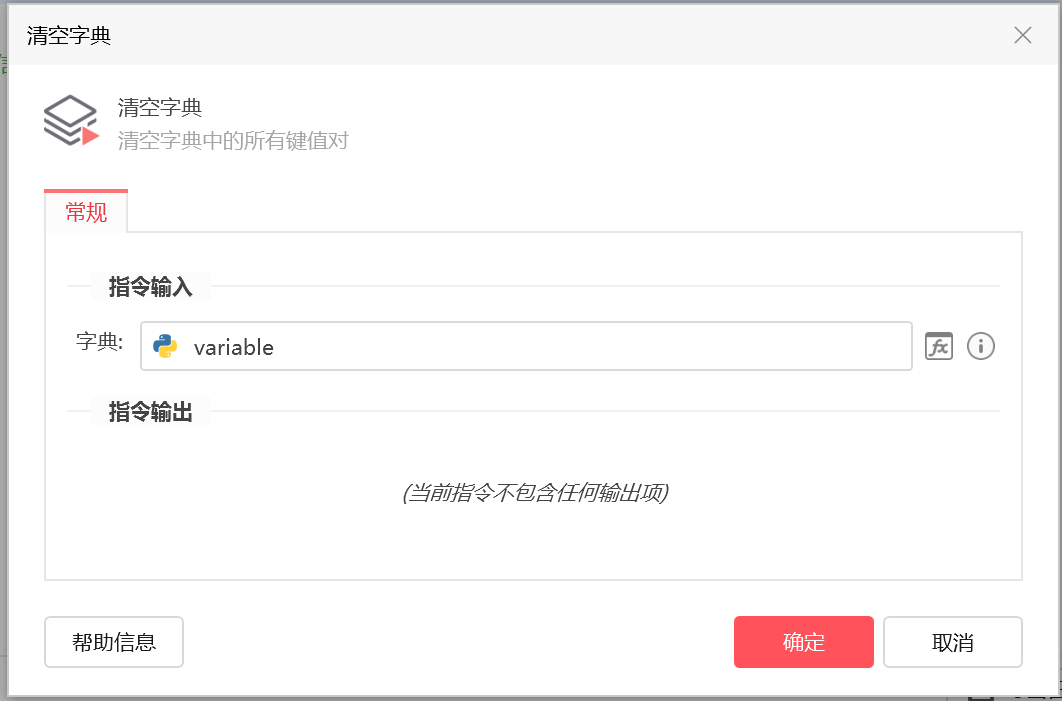 清空字典
清空字典
清空字典中的所有键值对
常规
指令输入
字典: variable fx
指令输出
(当前指令不包含任何输出项)
帮助信息 确定 取消